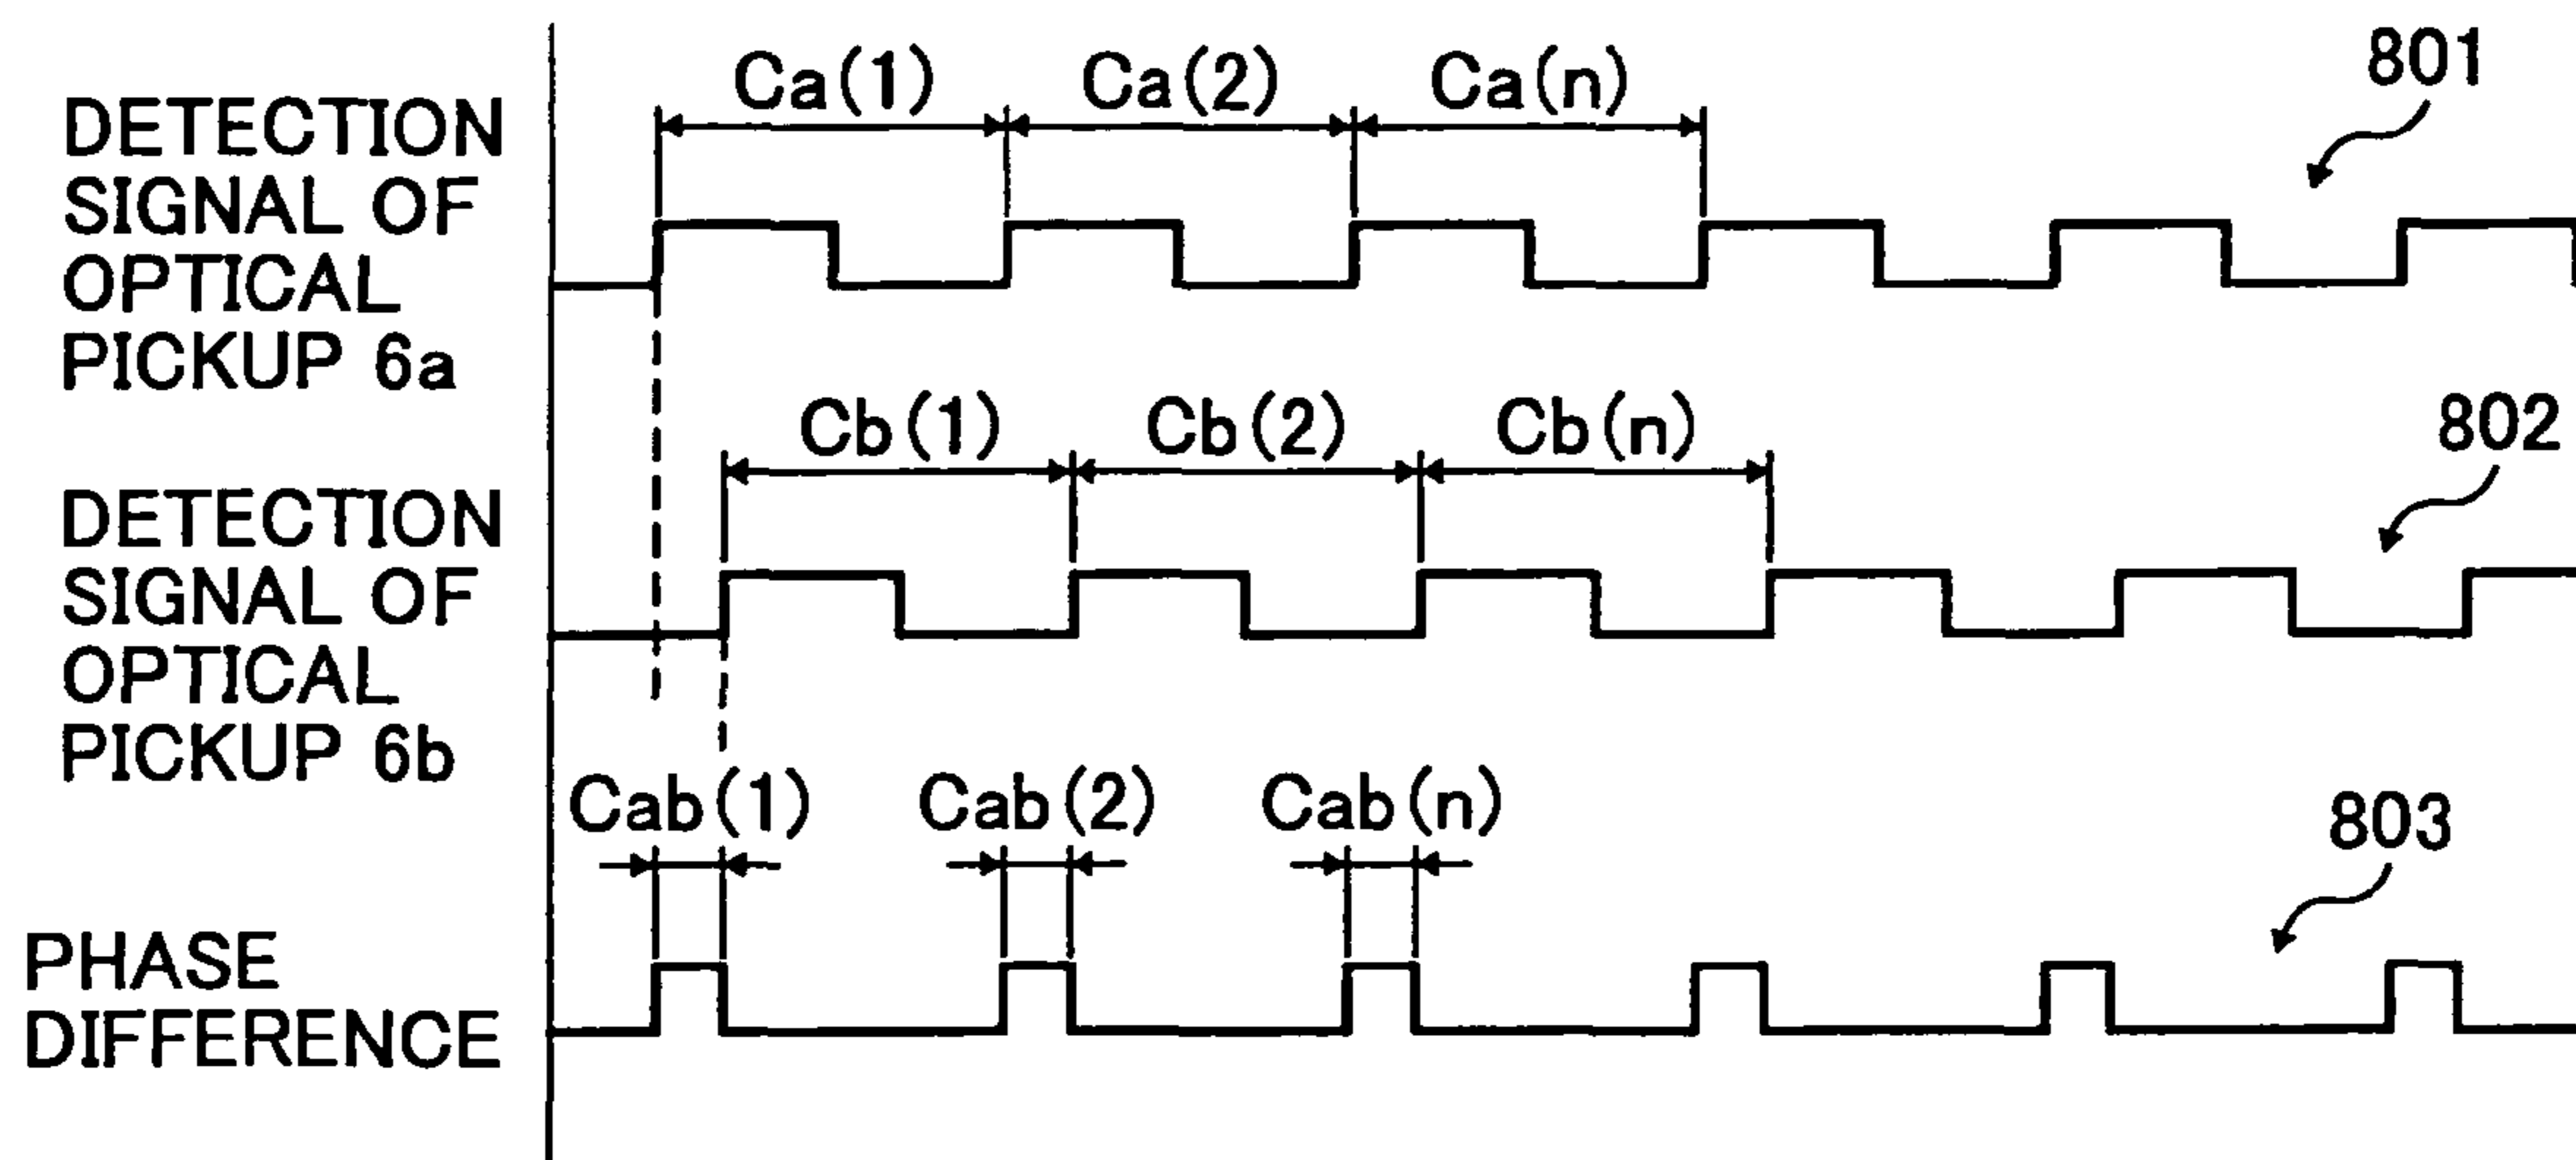 Ca(1)
Ca(2)
Ca(n)
801
DETECTION
SIGNAL OF
OPTICAL
PICKUP 6a
Cb(1)
Cb(2)
Cb(n)
802
DETECTION
SIGNAL OF
OPTICAL
PICKUP 6b
Cab(1)
Cab(2)
Cab(n)
803
PHASE
DIFFERENCE